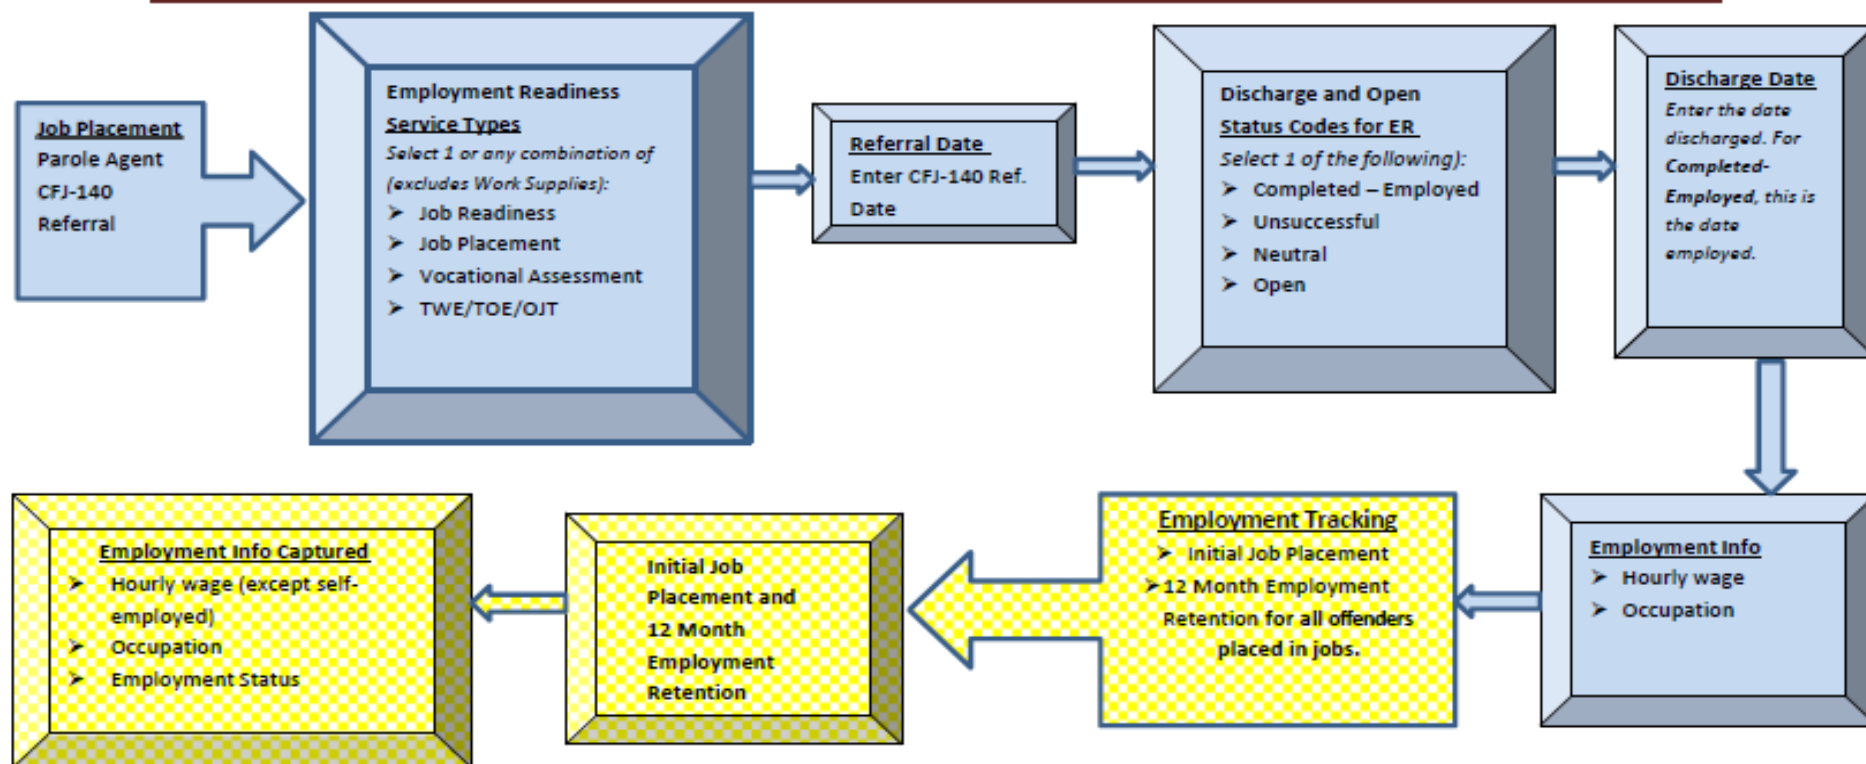 Job Placement
Parole Agent
CFJ-140
Referral
Employment Readiness
Service Types
Select 1 or any combination of
(excludes Work Supplies):
➢ Job Readiness
➢ Job Placement
➢ Vocational Assessment
➢ TWE/TOE/OJT
Referral Date
Enter CFJ-140 Ref.
Date
Discharge and Open
Status Codes for ER
Select 1 of the following):
➢ Completed – Employed
➢ Unsuccessful
➢ Neutral
➢ Open
Discharge Date
Enter the date
discharged. For
Completed-
Employed, this is
the date
employed.
Employment Info
➢ Hourly wage
➢ Occupation
Employment Tracking
➢ Initial Job Placement
➢12 Month Employment
Retention for all offenders
placed in jobs.
Initial Job
Placement and
12 Month
Employment
Retention
Employment Info Captured
➢ Hourly wage (except self-
employed)
➢ Occupation
➢ Employment Status